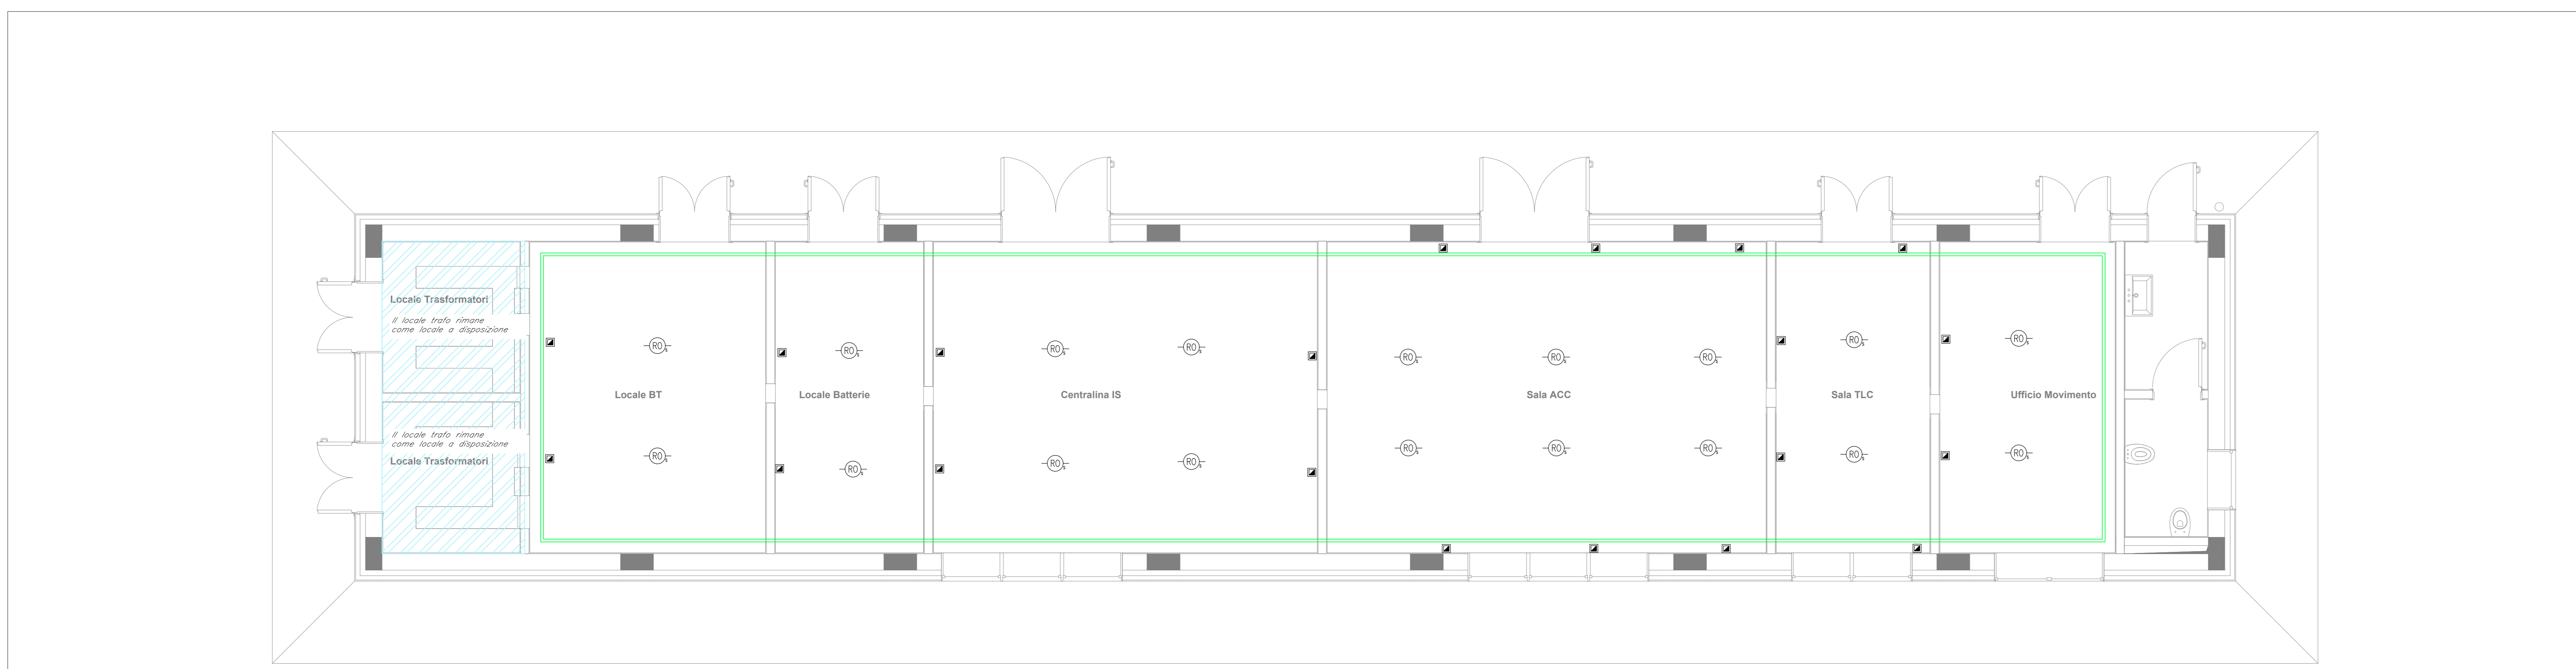 Locale Trasformatori
Il locale trafo rimane
come locale a disposizione
Il locale trafo rimane
come locale a disposizione
Locale Trasformatori
RO s
RO s
RO s
RO s
RO s
RO s
RO s
RO s
RO s
RO s
Locale BT
Locale Batterie
Centralina IS
Sala ACC
Sala TLC
Ufficio Movimento
RO s
RO s
RO s
RO s
RO s
RO s
RO s
RO s
RO s
RO s